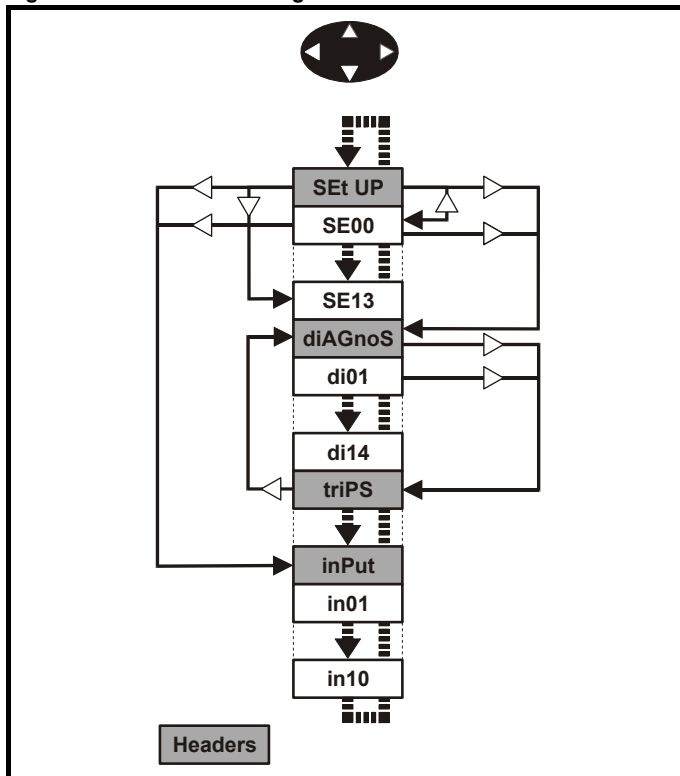 SEt UP
SE00
SE13
diAGnoS
di01
di14
triPS
inPut
in01
in10
Headers